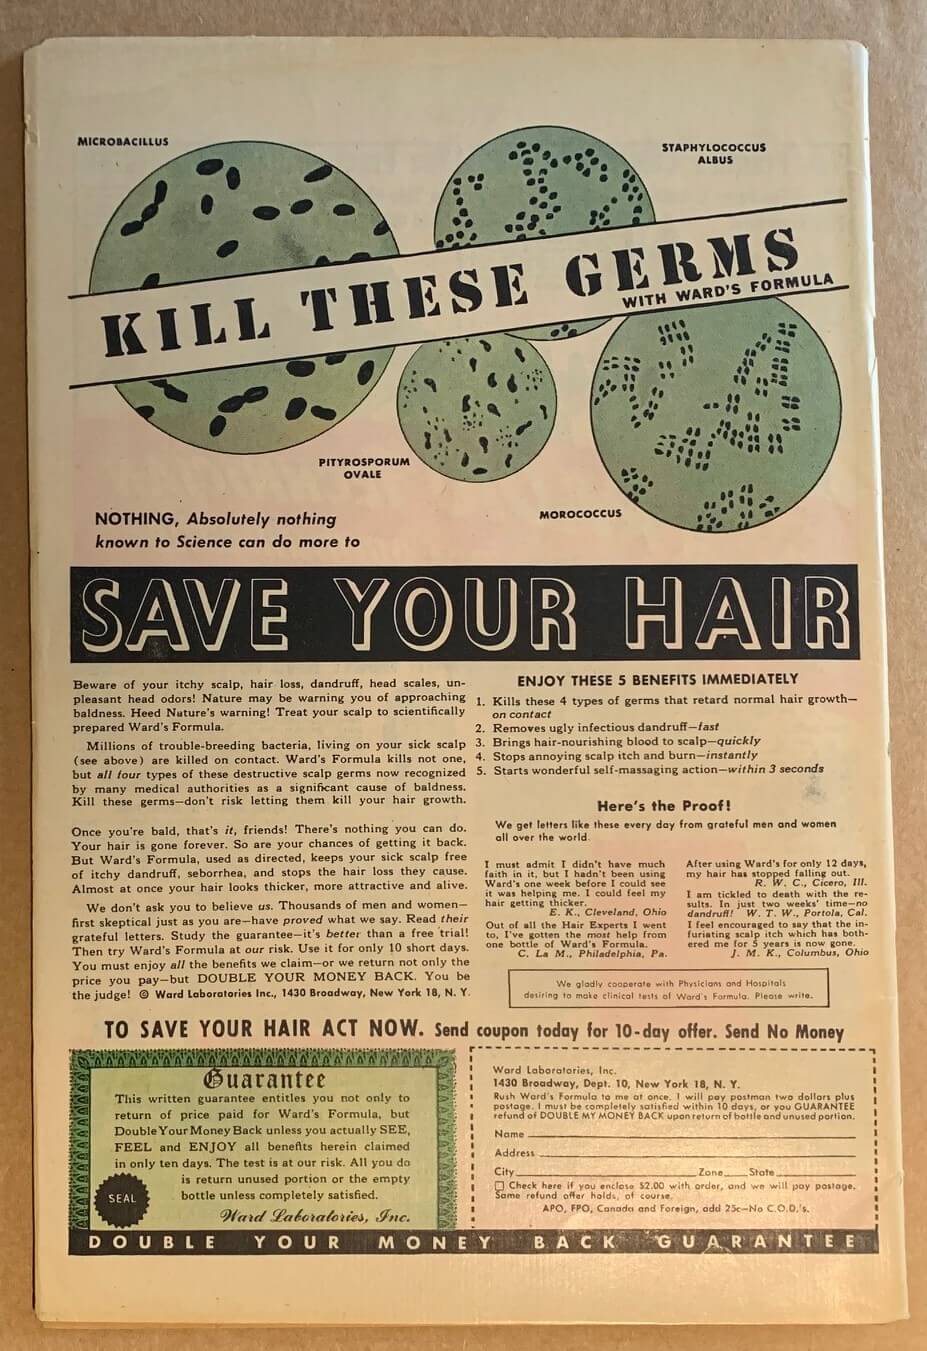 MICROBACILLUS
STAPHYLOCOCCUS
ALBUS
KILL THESE GERMS
WITH WARD'S FORMULA
PITYROSPORUM
OVALE
MOROCOCCUS
NOTHING, Absolutely nothing
known to Science can do more to
SAVE YOUR HAIR
Beware of your itchy scalp, hair loss, dandruff, head scales, un-
pleasant head odors! Nature may be warning you of approaching
baldness. Heed Nature's warning! Treat your scalp to scientifically
prepared Ward's Formula.
Millions of trouble-breeding bacteria, living on your sick scalp
(see above) are killed on contact. Ward's Formula kills not one,
but all four types of these destructive scalp germs now recognized
by many medical authorities as a significant cause of baldness.
Kill these germs—don't risk letting them kill your hair growth.
Once you're bald, that's it, friends! There's nothing you can do.
Your hair is gone forever. So are your chances of getting it back.
But Ward's Formula, used as directed, keeps your sick scalp free
of itchy dandruff, seborrhea, and stops the hair loss they cause.
Almost at once your hair looks thicker, more attractive and alive.
We don't ask you to believe us. Thousands of men and women—
first skeptical just as you are—have proved what we say. Read their
grateful letters. Study the guarantee—it's better than a free trial!
Then try Ward's Formula at our risk. Use it for only 10 short days.
You must enjoy all the benefits we claim—or we return not only the
price you pay—but DOUBLE YOUR MONEY BACK. You be
the judge! © Ward Laboratories Inc., 1430 Broadway, New York 18, N. Y.
ENJOY THESE 5 BENEFITS IMMEDIATELY
1. Kills these 4 types of germs that retard normal hair growth—
on contact
2. Removes ugly infectious dandruff—fast
3. Brings hair-nourishing blood to scalp—quickly
4. Stops annoying scalp itch and burn—instantly
5. Starts wonderful self-massaging action—within 3 seconds
Here's the Proof!
We get letters like these every day from grateful men and women
all over the world.
I must admit I didn't have much
faith in it, but I hadn't been using
Ward's one week before I could see
it was helping me. I could feel my
hair getting thicker.
E. K., Cleveland, Ohio
Out of all the Hair Experts I went
to, I've gotten the most help from
one bottle of Ward's Formula.
C. La M., Philadelphia, Pa.
After using Ward's for only 12 days,
my hair has stopped falling out.
R. W. C., Cicero, Ill.
I am tickled to death with the re-
sults. In just two weeks' time—no
dandruff! W. T. W., Portola, Cal.
I feel encouraged to say that the in-
furiating scalp itch which has both-
ered me for 5 years is now gone.
J. M. K., Columbus, Ohio
We gladly cooperate with Physicians and Hospitals
desiring to make clinical tests of Ward's Formula. Please write.
TO SAVE YOUR HAIR ACT NOW. Send coupon today for 10-day offer. Send No Money
Guarantee
This written guarantee entitles you not only to
return of price paid for Ward's Formula, but
Double Your Money Back unless you actually SEE,
FEEL and ENJOY all benefits herein claimed
in only ten days. The test is at our risk. All you do
is return unused portion or the empty
bottle unless completely satisfied.
SEAL
Ward Laboratories, Inc.
Ward Laboratories, Inc.
1430 Broadway, Dept. 10, New York 18, N. Y.
Rush Ward's Formula to me at once. I will pay postman two dollars plus
postage. I must be completely satisfied within 10 days, or you GUARANTEE
refund of DOUBLE MY MONEY BACK upon return of bottle and unused portion.
Name
Address
City Zone State
Check here if you enclose $2.00 with order, and we will pay postage.
Same refund offer holds, of course.
APO, FPO, Canada and Foreign, add 25c—No C.O.D.'s.
DOUBLE YOUR MONEY BACK GUARANTEE